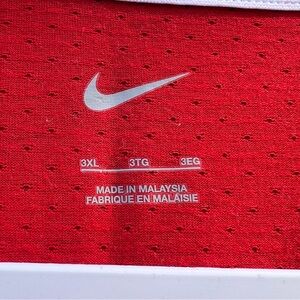 3XL 3TG 3EG
MADE IN MALAYSIA
FABRIQUE EN MALAISIE